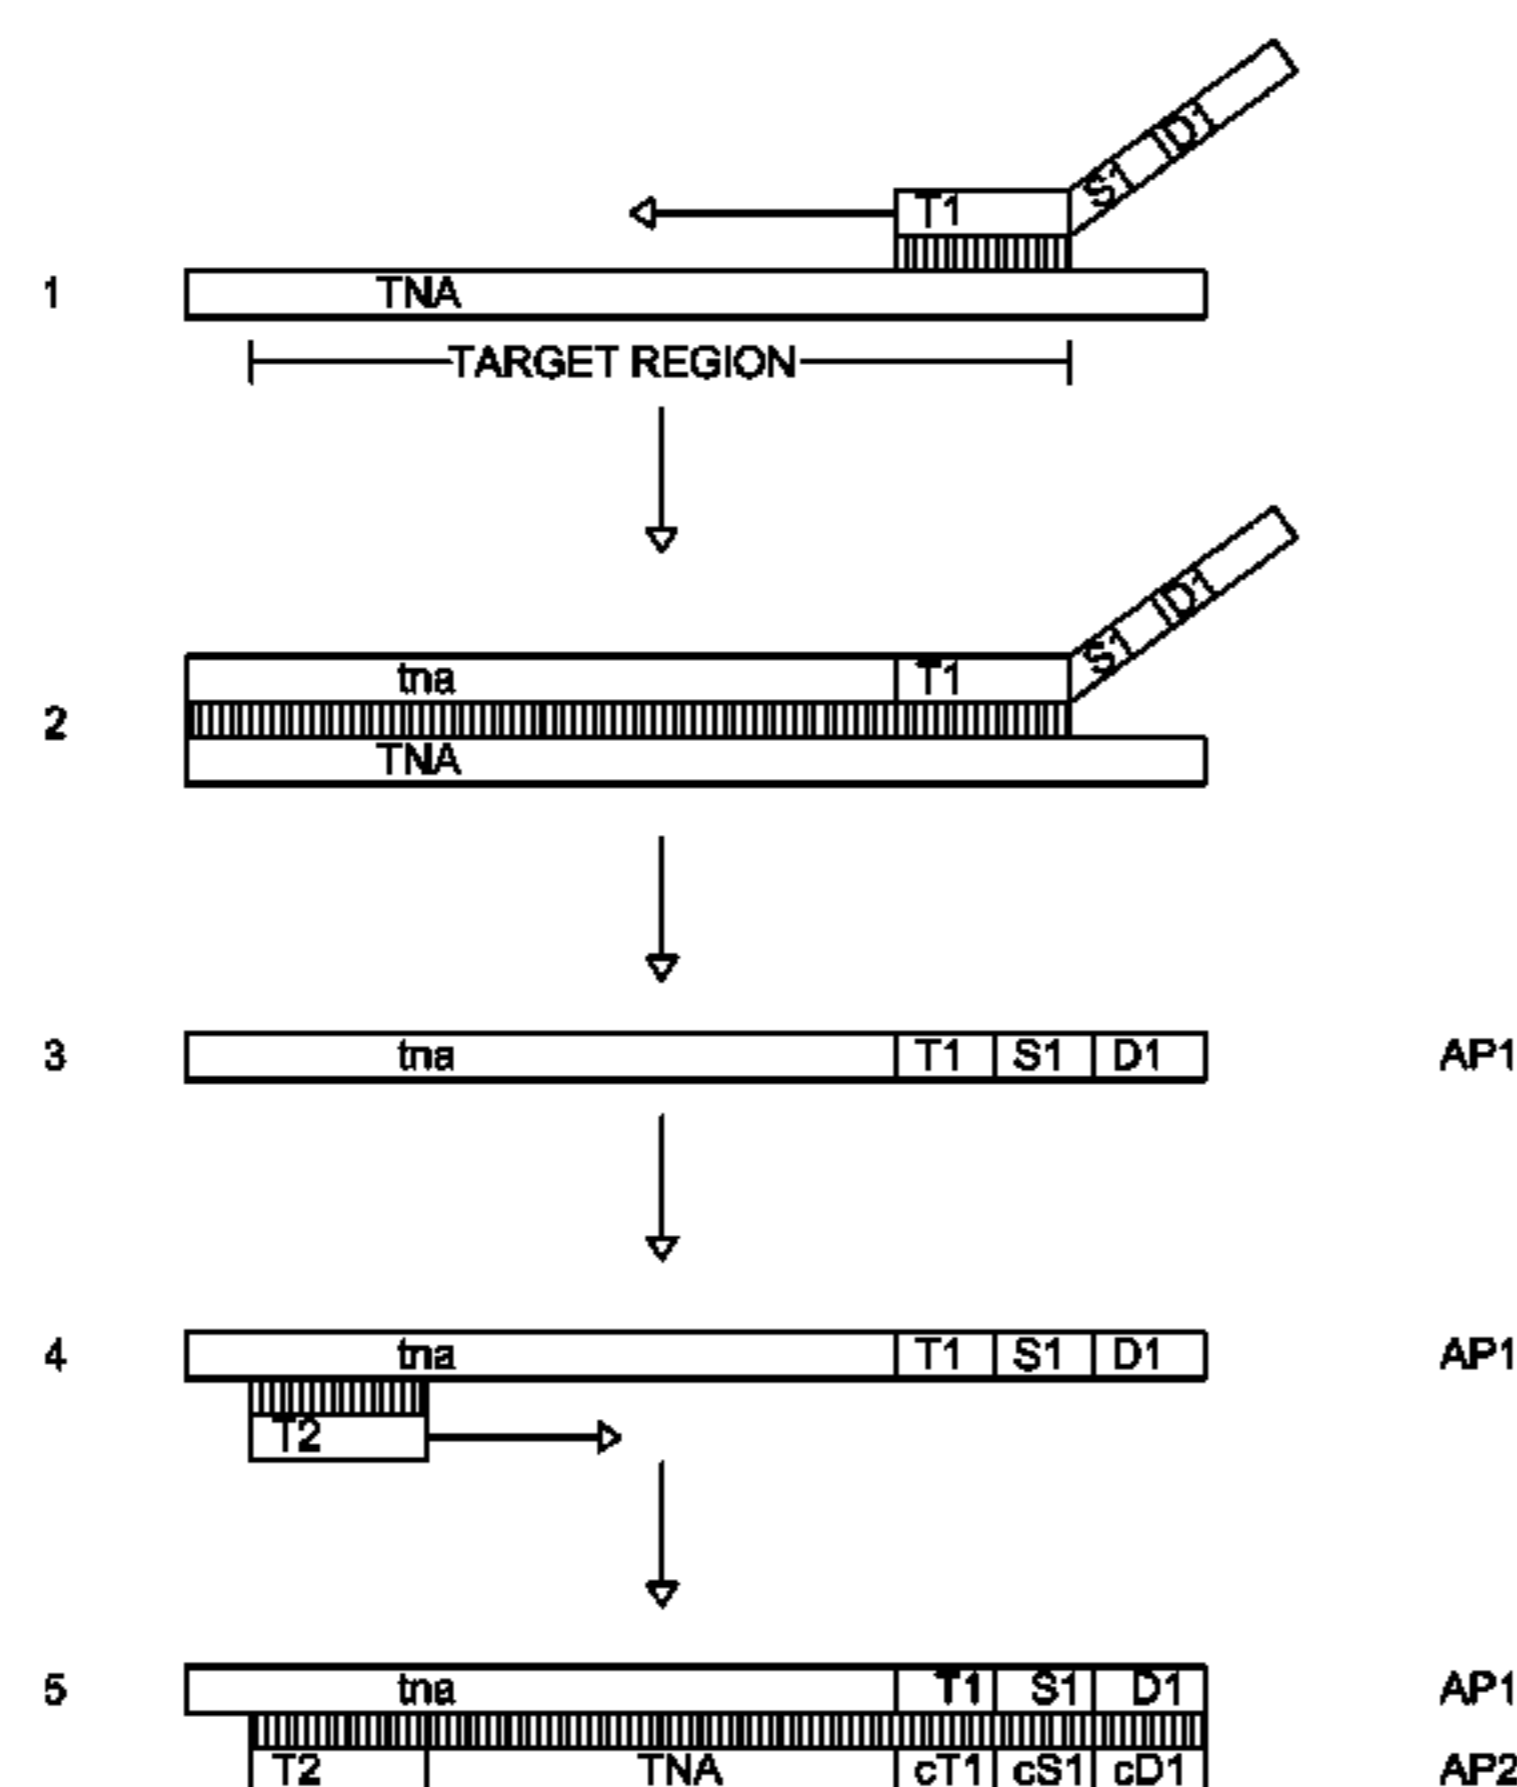 T1 S1 D1
1 TNA
TARGET REGION
tna T1 S1 D1
2
TNA
3 tna T1 S1 D1 AP1
4 tna T1 S1 D1 AP1
T2
5 tna T1 S1 D1 AP1
T2 TNA cT1 cS1 cD1 AP2